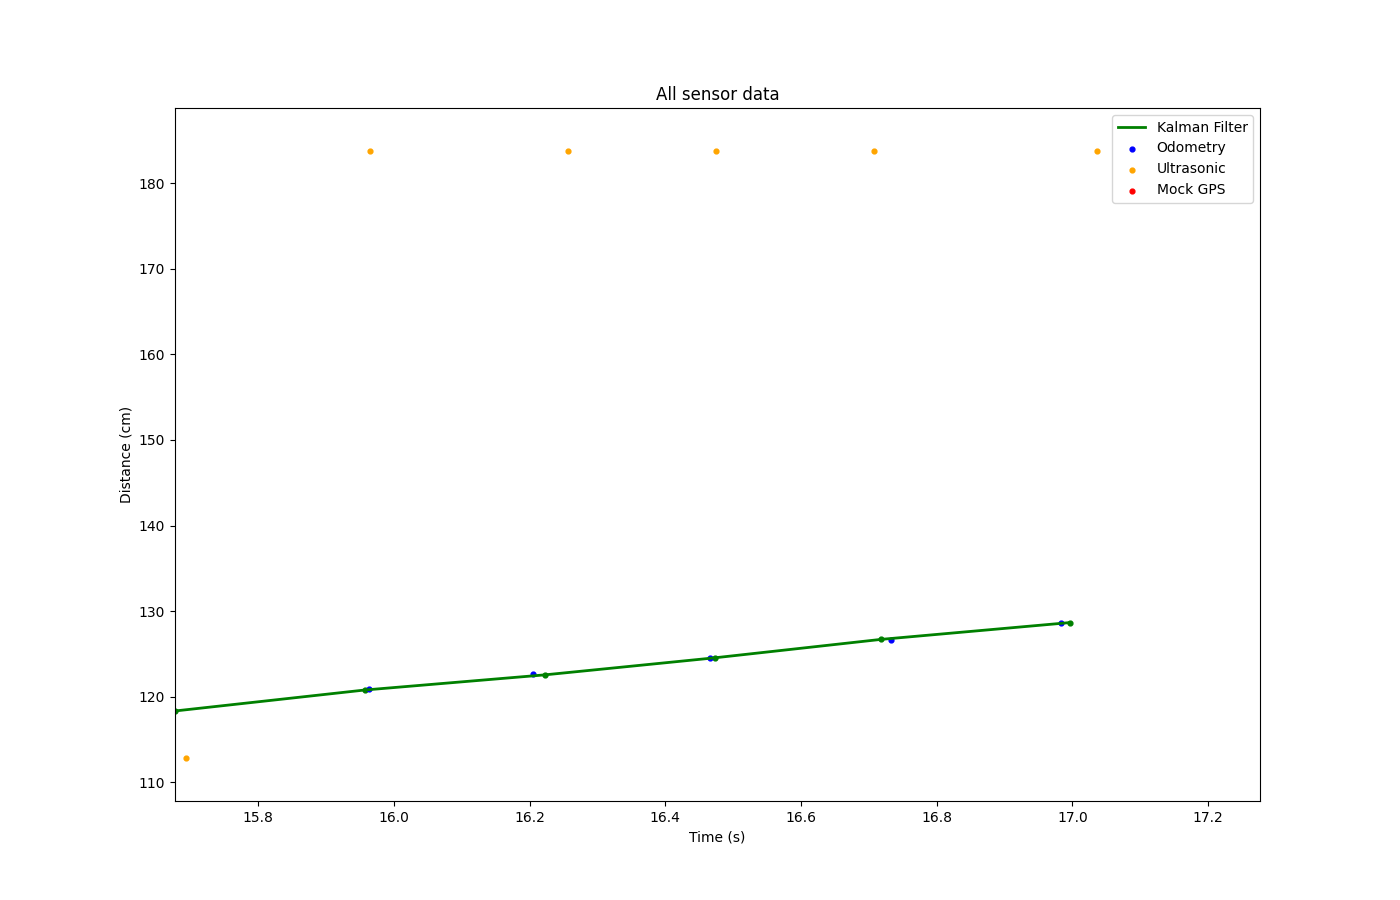 All sensor data
Kalman Filter
Odometry
Ultrasonic
Mock GPS
180
170
160
150
140
130
120
110
Distance (cm)
15.8 16.0 16.2 16.4 16.6 16.8 17.0 17.2
Time (s)